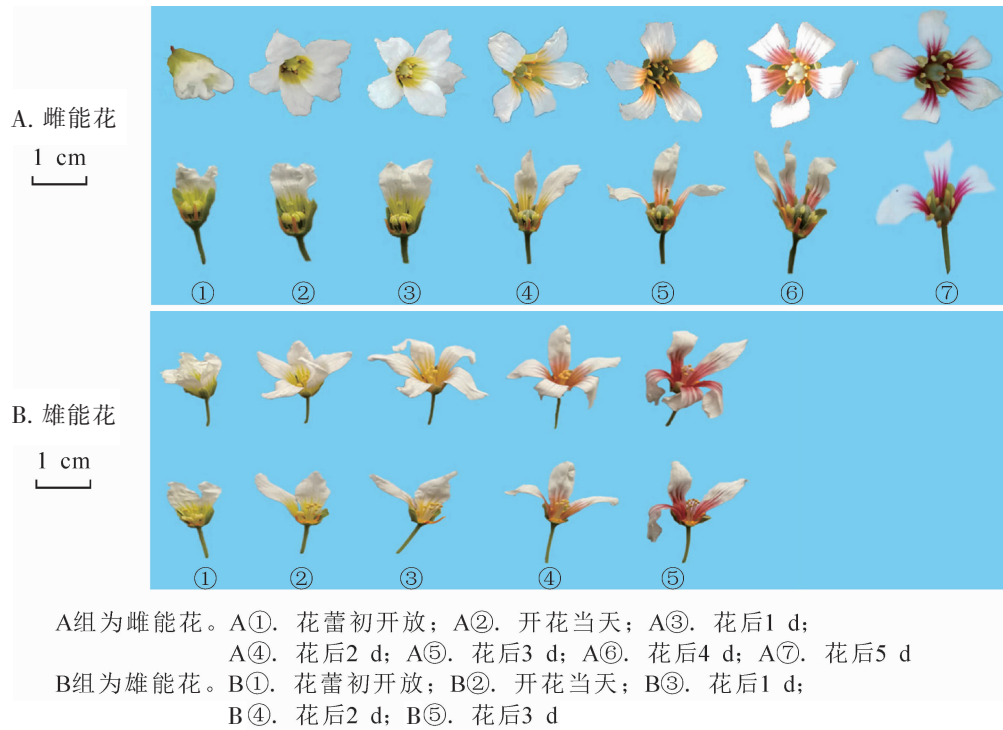 A. 雌能花
1 cm
① ② ③ ④ ⑤ ⑥ ⑦
B. 雄能花
1 cm
① ② ③ ④ ⑤
A组为雌能花。A①. 花蕾初开放; A②. 开花当天; A③. 花后1 d;
A④. 花后2 d; A⑤. 花后3 d; A⑥. 花后4 d; A⑦. 花后5 d
B组为雄能花。B①. 花蕾初开放; B②. 开花当天; B③. 花后1 d;
B④. 花后2 d; B⑤. 花后3 d